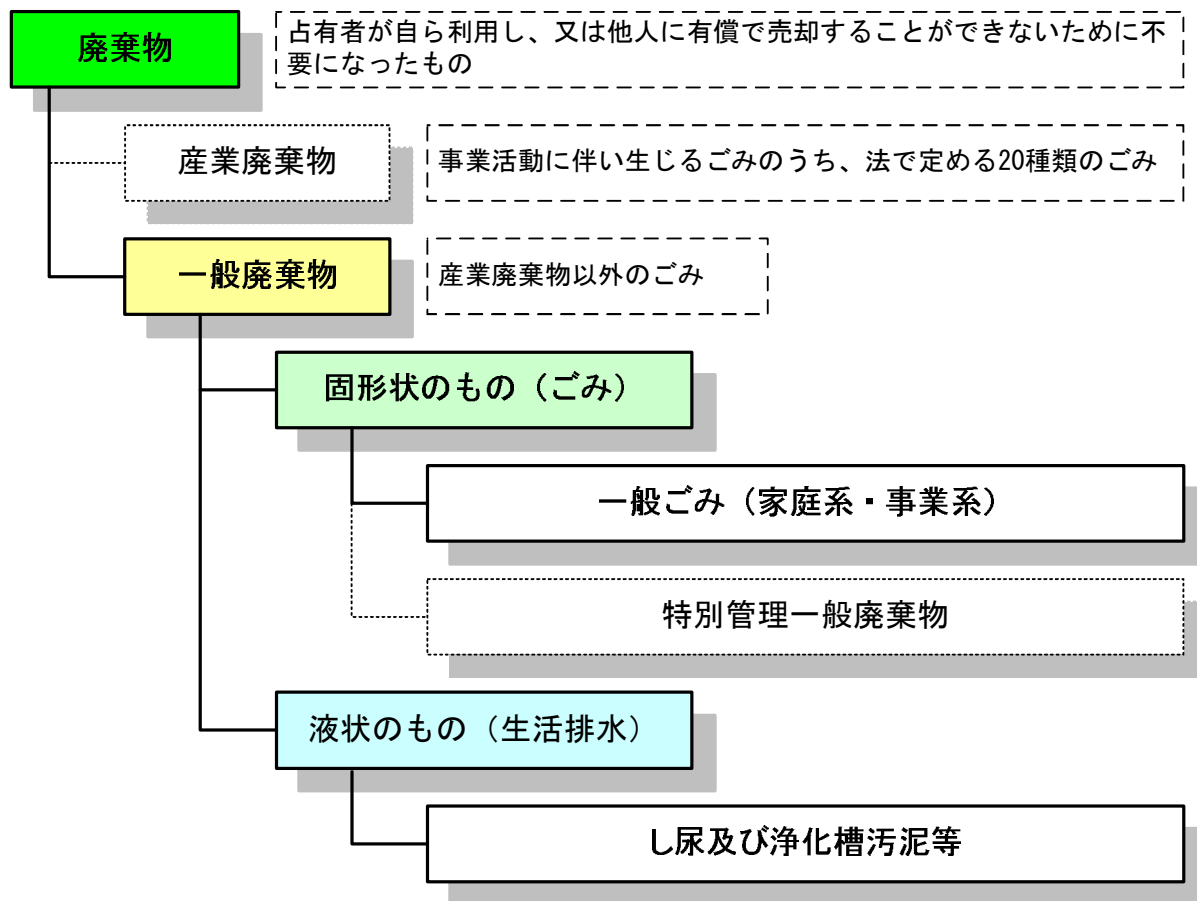 廃棄物
占有者が自ら利用し、又は他人に有償で売却することができないために不
要になったもの
産業廃棄物
事業活動に伴い生じるごみのうち、法で定める20種類のごみ
一般廃棄物
産業廃棄物以外のごみ
固形状のもの（ごみ）
一般ごみ（家庭系・事業系）
特別管理一般廃棄物
液状のもの（生活排水）
し尿及び浄化槽汚泥等